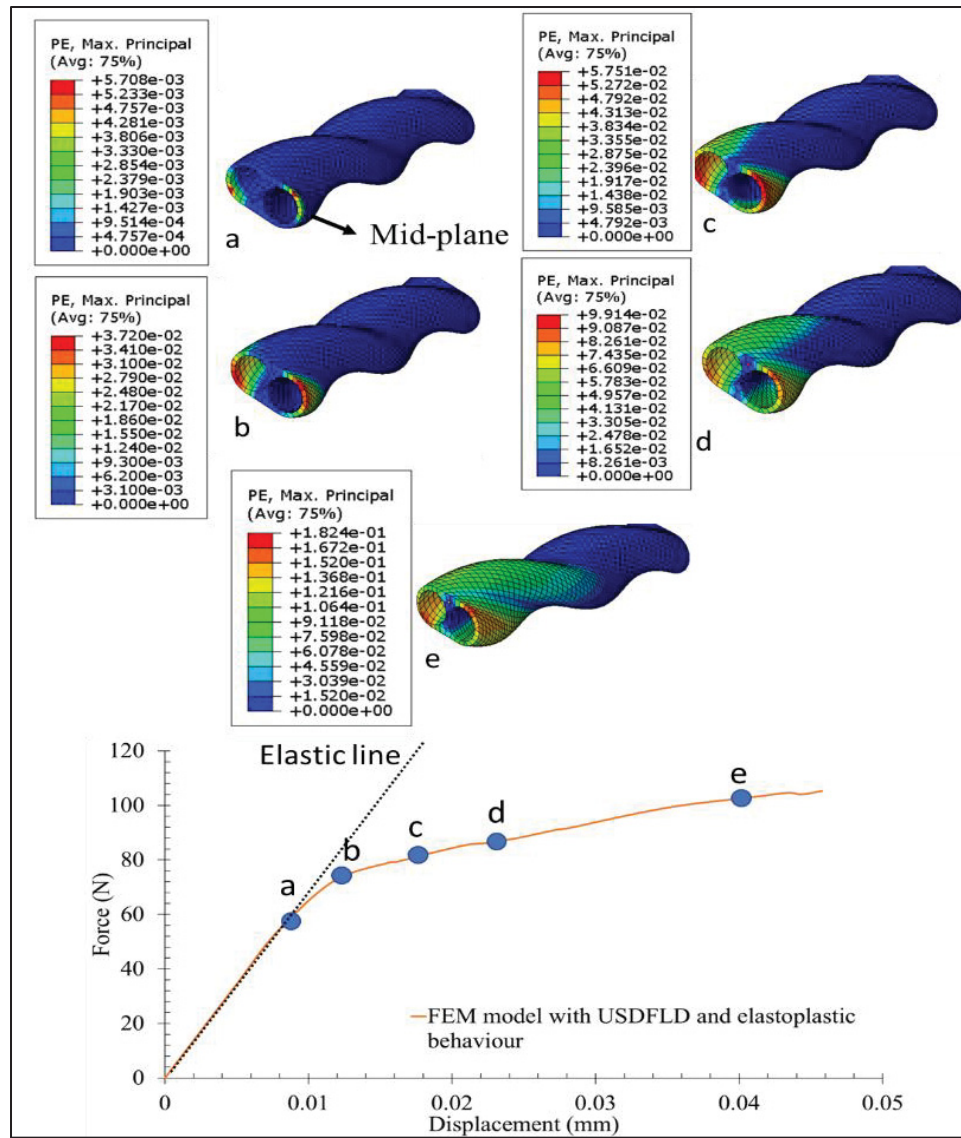 PE, Max. Principal
(Avg: 75%)
+5.708e-03
+5.233e-03
+4.757e-03
+4.281e-03
+3.806e-03
+3.330e-03
+2.854e-03
+2.379e-03
+1.903e-03
+1.427e-03
+9.514e-04
+4.757e-04
+0.000e+00
a
Mid-plane
PE, Max. Principal
(Avg: 75%)
+5.751e-02
+5.272e-02
+4.792e-02
+4.313e-02
+3.834e-02
+3.355e-02
+2.875e-02
+2.396e-02
+1.917e-02
+1.438e-02
+9.585e-03
+4.792e-03
+0.000e+00
c
PE, Max. Principal
(Avg: 75%)
+3.720e-02
+3.410e-02
+3.100e-02
+2.790e-02
+2.480e-02
+2.170e-02
+1.860e-02
+1.550e-02
+1.240e-02
+9.300e-03
+6.200e-03
+3.100e-03
+0.000e+00
b
PE, Max. Principal
(Avg: 75%)
+9.914e-02
+9.087e-02
+8.261e-02
+7.435e-02
+6.609e-02
+5.783e-02
+4.957e-02
+4.131e-02
+3.305e-02
+2.478e-02
+1.652e-02
+8.261e-03
+0.000e+00
d
PE, Max. Principal
(Avg: 75%)
+1.824e-01
+1.672e-01
+1.520e-01
+1.368e-01
+1.216e-01
+1.064e-01
+9.118e-02
+7.598e-02
+6.078e-02
+4.559e-02
+3.039e-02
+1.520e-02
+0.000e+00
e
Elastic line
120
100
80
60
40
20
0
Force (N)
a
b
c
d
e
FEM model with USDFLD and elastoplastic
behaviour
0
0.01
0.02
0.03
0.04
0.05
Displacement (mm)